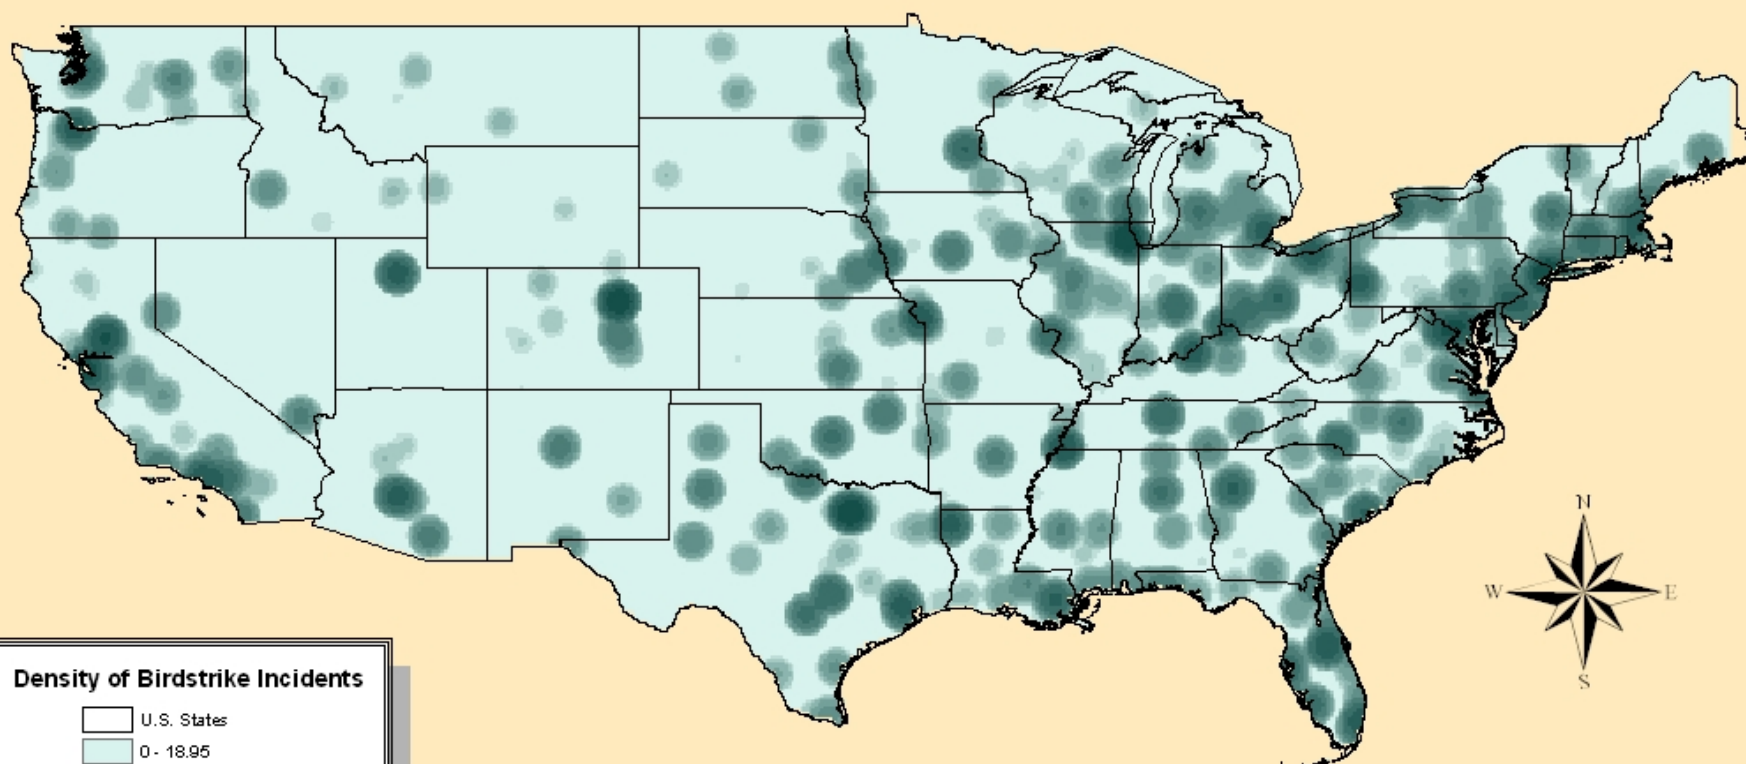 N
W
E
S
Density of Birdstrike Incidents
U.S. States
0 - 18.95